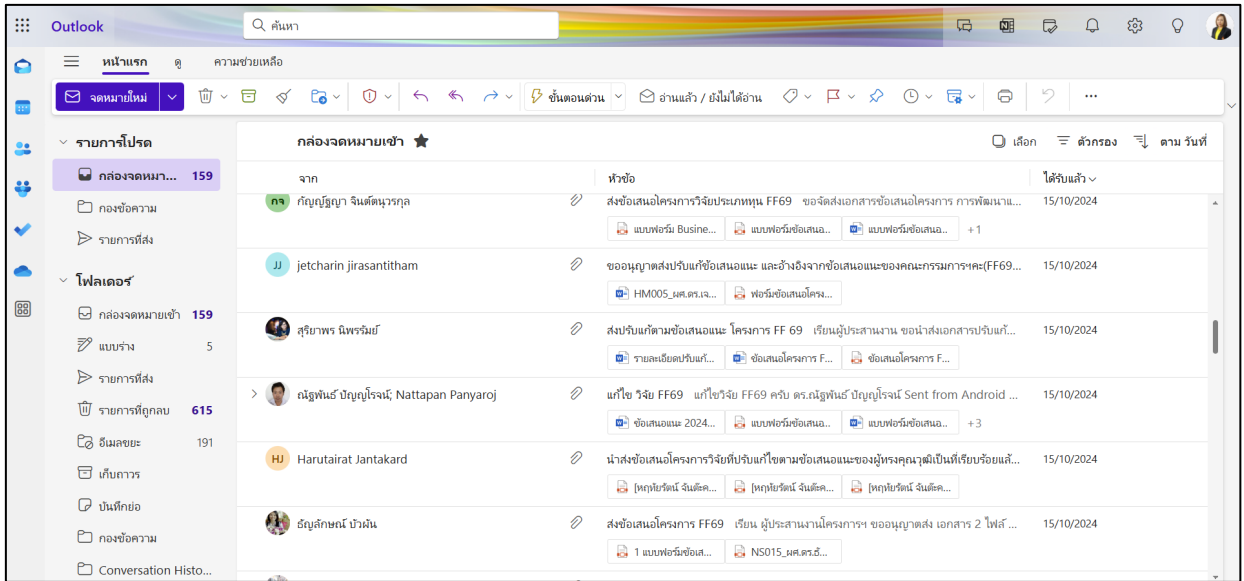 Outlook
ค้นหา
หน้าแรก ดู ความช่วยเหลือ
จดหมายใหม่ ขั้นตอนด่วน อ่านแล้ว / ยังไม่ได้อ่าน
รายการโปรด
กล่องจดหมา... 159
กองข้อความ
รายการที่ส่ง
โฟลเดอร์
กล่องจดหมายเข้า 159
แบบร่าง 5
รายการที่ส่ง
รายการที่ถูกลบ 615
อีเมลขยะ 191
เก็บถาวร
บันทึกย่อ
กองข้อความ
Conversation Histo...
กล่องจดหมายเข้า เลือก ตัวกรอง ตาม วันที่
จาก หัวข้อ ได้รับแล้ว
กจ กัญญ์ฐญา จินต์ตนุวรกุล ส่งข้อเสนอโครงการวิจัยประเภททุน FF69 ขอจัดส่งเอกสารข้อเสนอโครงการ การพัฒนาแ... 15/10/2024
แบบฟอร์ม Busine... แบบฟอร์มข้อเสนอ... แบบฟอร์มข้อเสนอ... +1
JJ jetcharin jirasantitham ขออนุญาตส่งปรับแก้ข้อเสนอแนะ และอ้างอิงจากข้อเสนอแนะของคณะกรรมการฯคะ(FF69... 15/10/2024
HM005_ผศ.ดร.เจ... ฟอร์มข้อเสนอโครง...
สุริยาพร นิพรรัมย์ ส่งปรับแก้ตามข้อเสนอแนะ โครงการ FF 69 เรียนผู้ประสานงาน ขอนำส่งเอกสารปรับแก้... 15/10/2024
รายละเอียดปรับแก้... ข้อเสนอโครงการ F... ข้อเสนอโครงการ F...
ณัฐพันธ์ ปัญญโรจน์; Nattapan Panyaroj แก้ไข วิจัย FF69 แก้ไขวิจัย FF69 ครับ ดร.ณัฐพันธ์ ปัญญโรจน์ Sent from Android ... 15/10/2024
ข้อเสนอแนะ 2024... แบบฟอร์มข้อเสนอ... แบบฟอร์มข้อเสนอ... +3
HJ Harutairat Jantakard นำส่งข้อเสนอโครงการวิจัยที่ปรับแก้ไขตามข้อเสนอแนะของผู้ทรงคุณวุฒิเป็นที่เรียบร้อยแล้... 15/10/2024
[หฤทัยรัตน์ จันต๊ะค... [หฤทัยรัตน์ จันต๊ะค... [หฤทัยรัตน์ จันต๊ะค...
ธัญลักษณ์ บัวผัน ส่งข้อเสนอโครงการ FF69 เรียน ผู้ประสานงานโครงการฯ ขออนุญาตส่ง เอกสาร 2 ไฟล์ ... 15/10/2024
1 แบบฟอร์มข้อเส... NS015_ผศ.ดร.ธั...